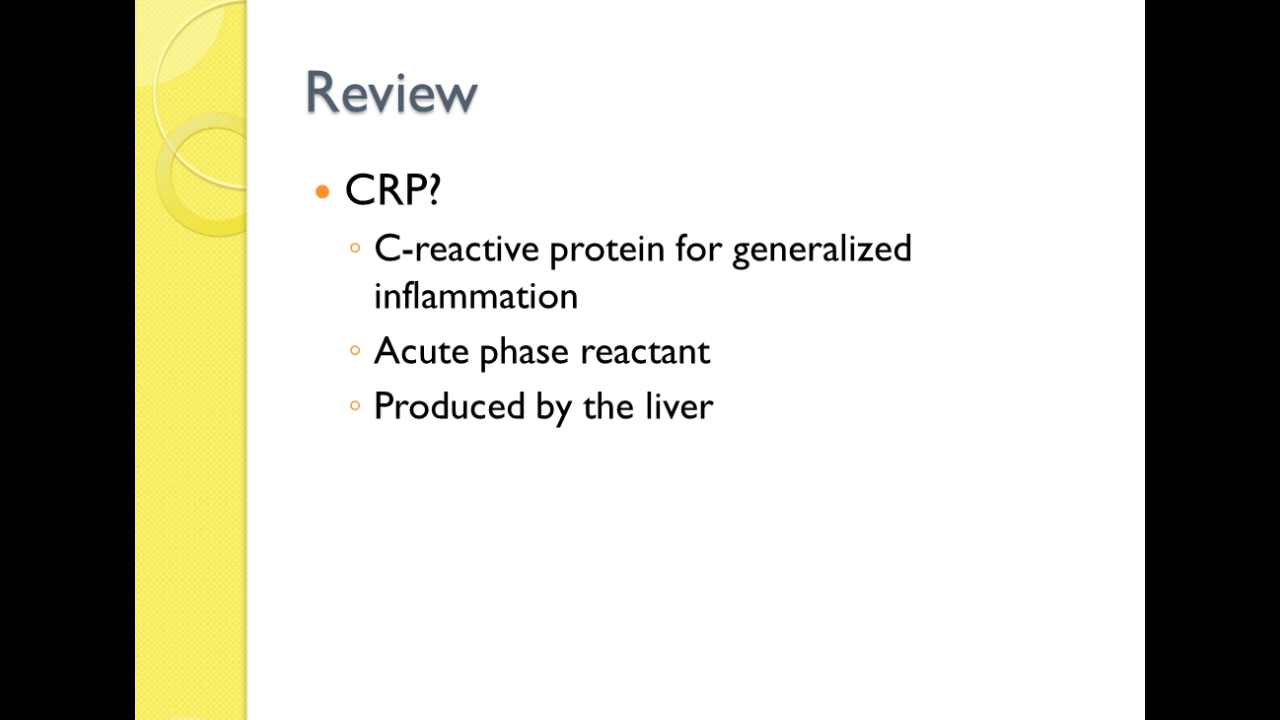 Review
• CRP?
◦ C-reactive protein for generalized
inflammation
◦ Acute phase reactant
◦ Produced by the liver